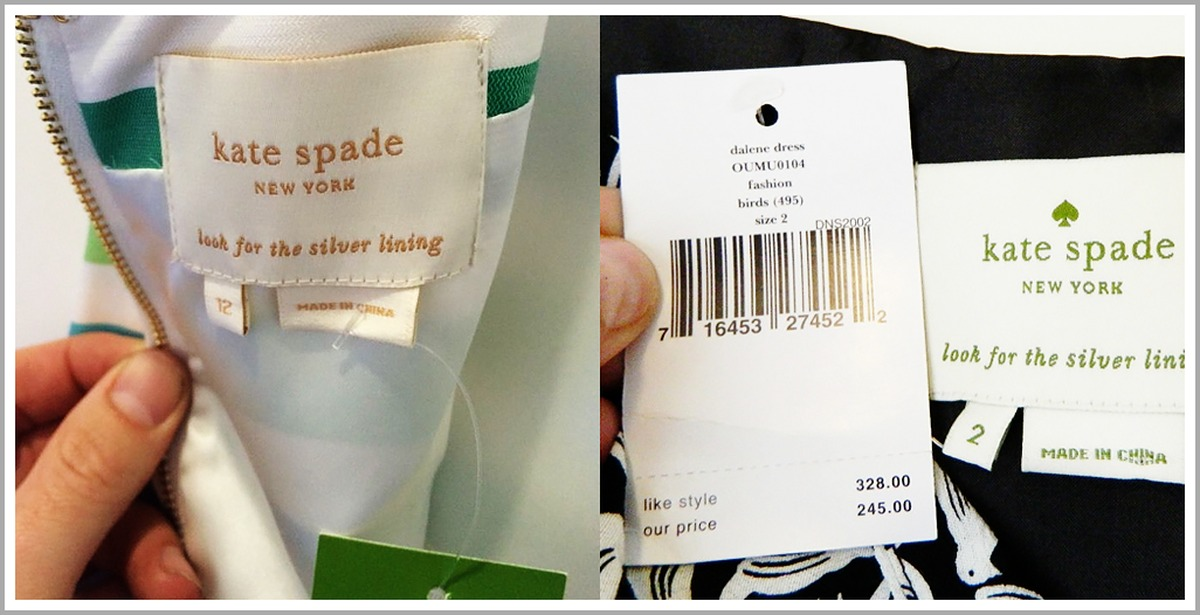 kate spade
NEW YORK
look for the silver lining
12
MADE IN CHINA
dalene dress
OUMU0104
fashion
birds (495)
size 2
DNS2002
7 16453 27452 2
like style 328.00
our price 245.00
kate spade
NEW YORK
look for the silver lini
2
MADE IN CHINA